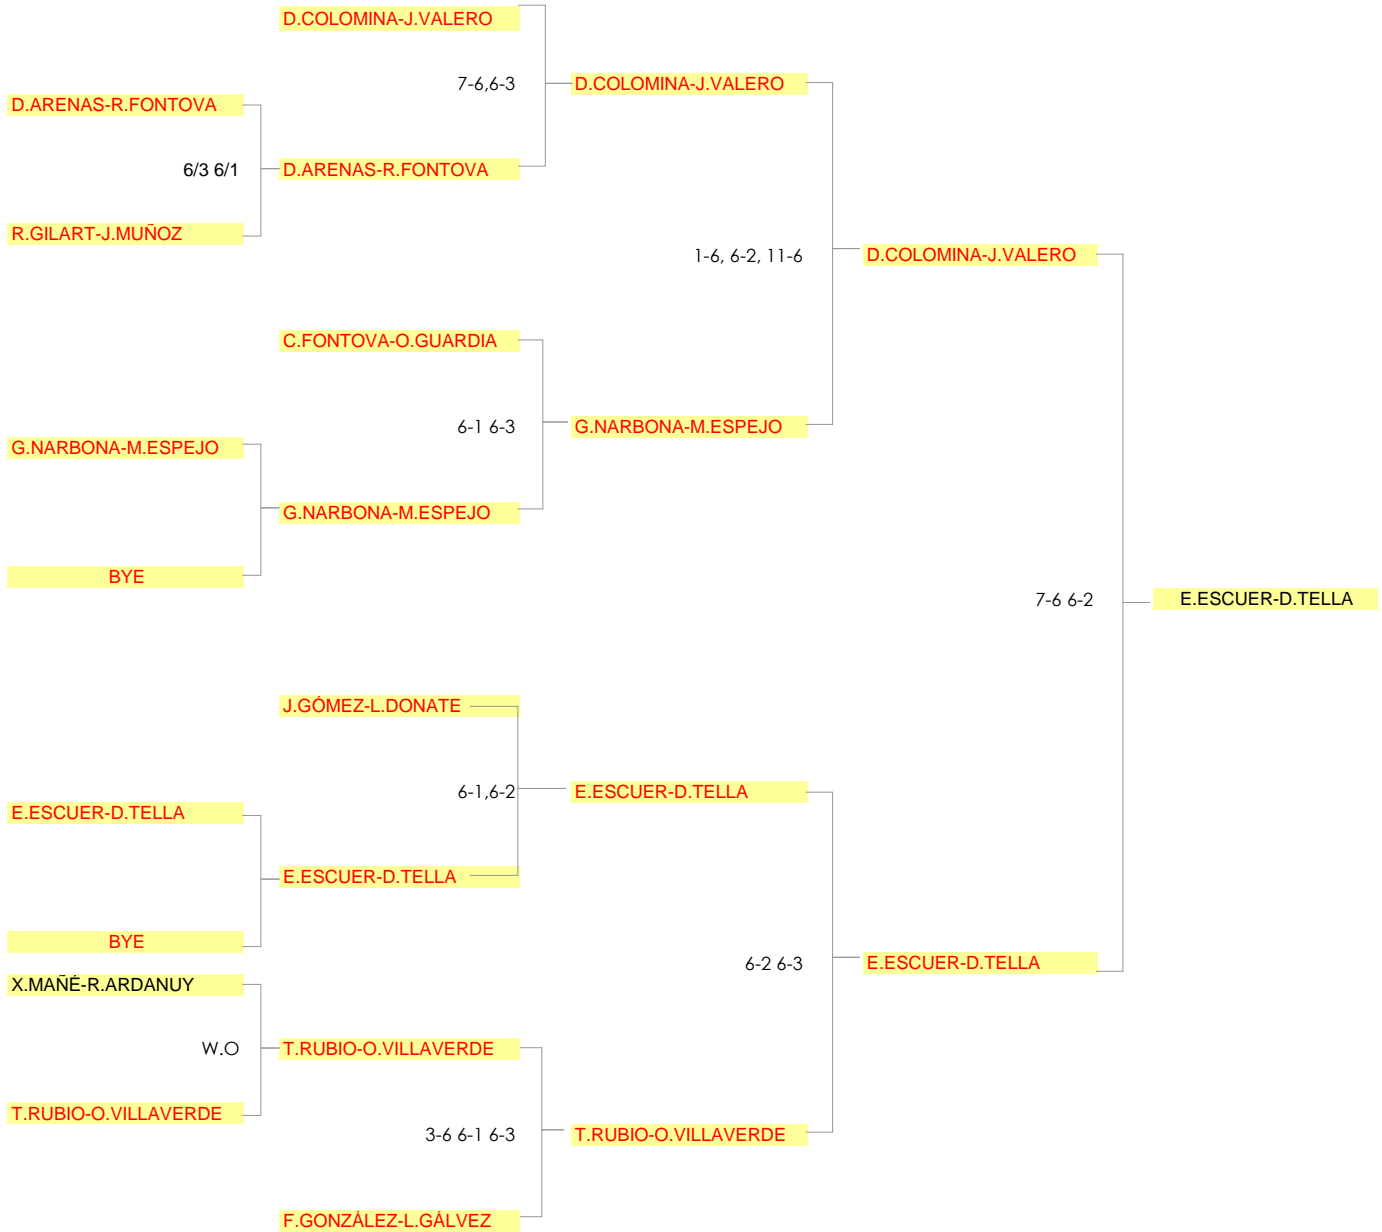 D.COLOMINA-J.VALERO
7-6,6-3
D.COLOMINA-J.VALERO
D.ARENAS-R.FONTOVA
6/3 6/1
D.ARENAS-R.FONTOVA
R.GILART-J.MUÑOZ
1-6, 6-2, 11-6
D.COLOMINA-J.VALERO
C.FONTOVA-O.GUARDIA
6-1 6-3
G.NARBONA-M.ESPEJO
G.NARBONA-M.ESPEJO
G.NARBONA-M.ESPEJO
BYE
7-6 6-2
E.ESCUER-D.TELLA
J.GÓMEZ-L.DONATE
6-1,6-2
E.ESCUER-D.TELLA
E.ESCUER-D.TELLA
E.ESCUER-D.TELLA
BYE
6-2 6-3
E.ESCUER-D.TELLA
X.MAÑÉ-R.ARDANUY
W.O
T.RUBIO-O.VILLAVERDE
T.RUBIO-O.VILLAVERDE
3-6 6-1 6-3
T.RUBIO-O.VILLAVERDE
F.GONZÁLEZ-L.GÁLVEZ